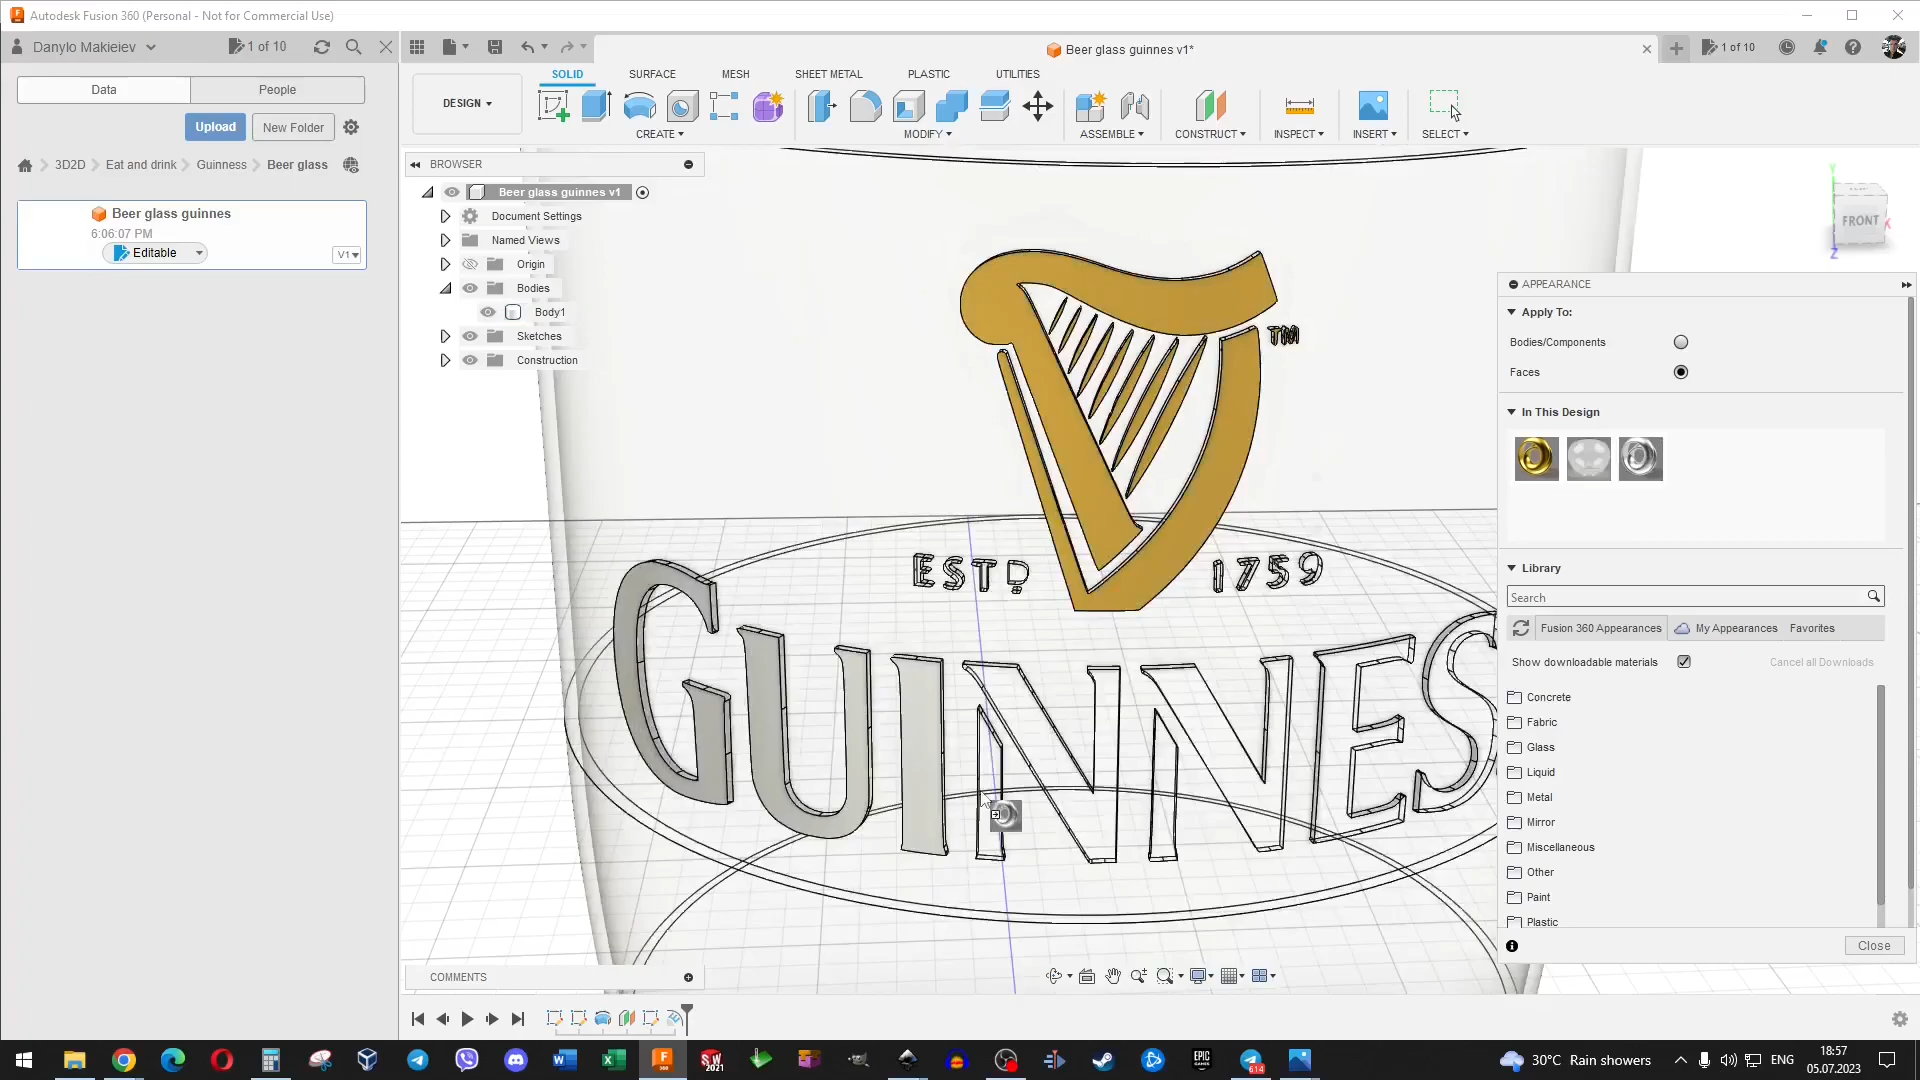 Autodesk Fusion 360 (Personal - Not for Commercial Use)
Danylo Makieiev
1 of 10
Beer glass guinnes v1*
1 of 10
Data
People
Upload
New Folder
3D2D
Eat and drink
Guinness
Beer glass
Beer glass guinnes
6:06:07 PM
Editable
V1
SOLID
SURFACE
MESH
SHEET METAL
PLASTIC
UTILITIES
DESIGN
CREATE
MODIFY
ASSEMBLE
CONSTRUCT
INSPECT
INSERT
SELECT
BROWSER
Beer glass guinnes v1
Document Settings
Named Views
Origin
Bodies
Body1
Sketches
Construction
FRONT
Y
X
Z
TM
ESTD
1759
GUINNES
APPEARANCE
Apply To:
Bodies/Components
Faces
In This Design
Library
Search
Fusion 360 Appearances
My Appearances
Favorites
Show downloadable materials
Cancel all Downloads
Concrete
Fabric
Glass
Liquid
Metal
Mirror
Miscellaneous
Other
Paint
Plastic
Close
COMMENTS
30°C Rain showers
ENG
18:57
05.07.2023
614
2021